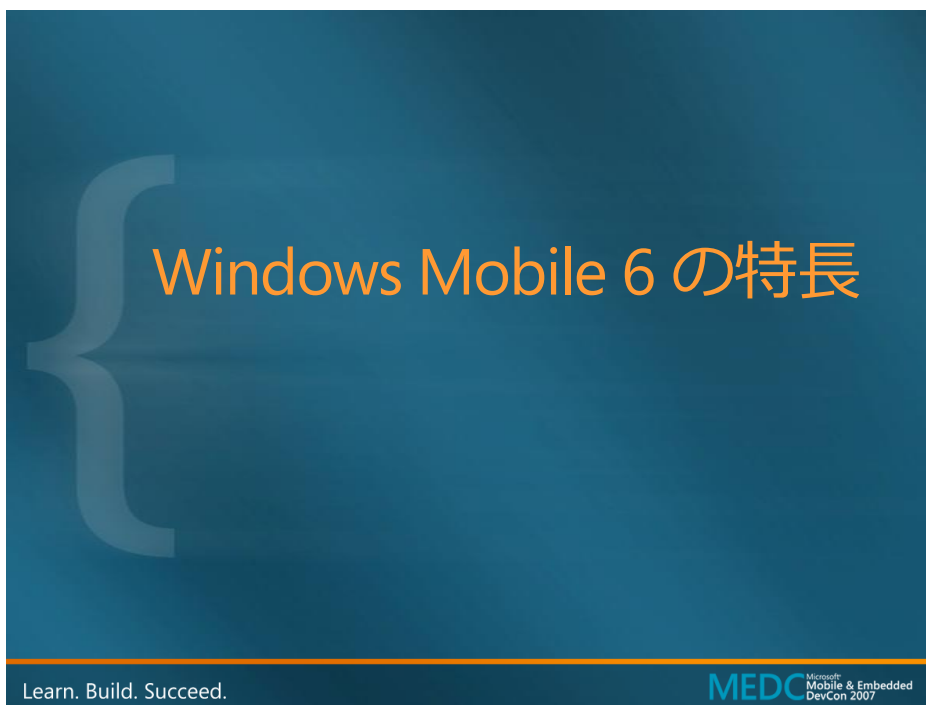 Windows Mobile 6 の特長
Learn. Build. Succeed.
MEDC
Microsoft
Mobile & Embedded
DevCon 2007